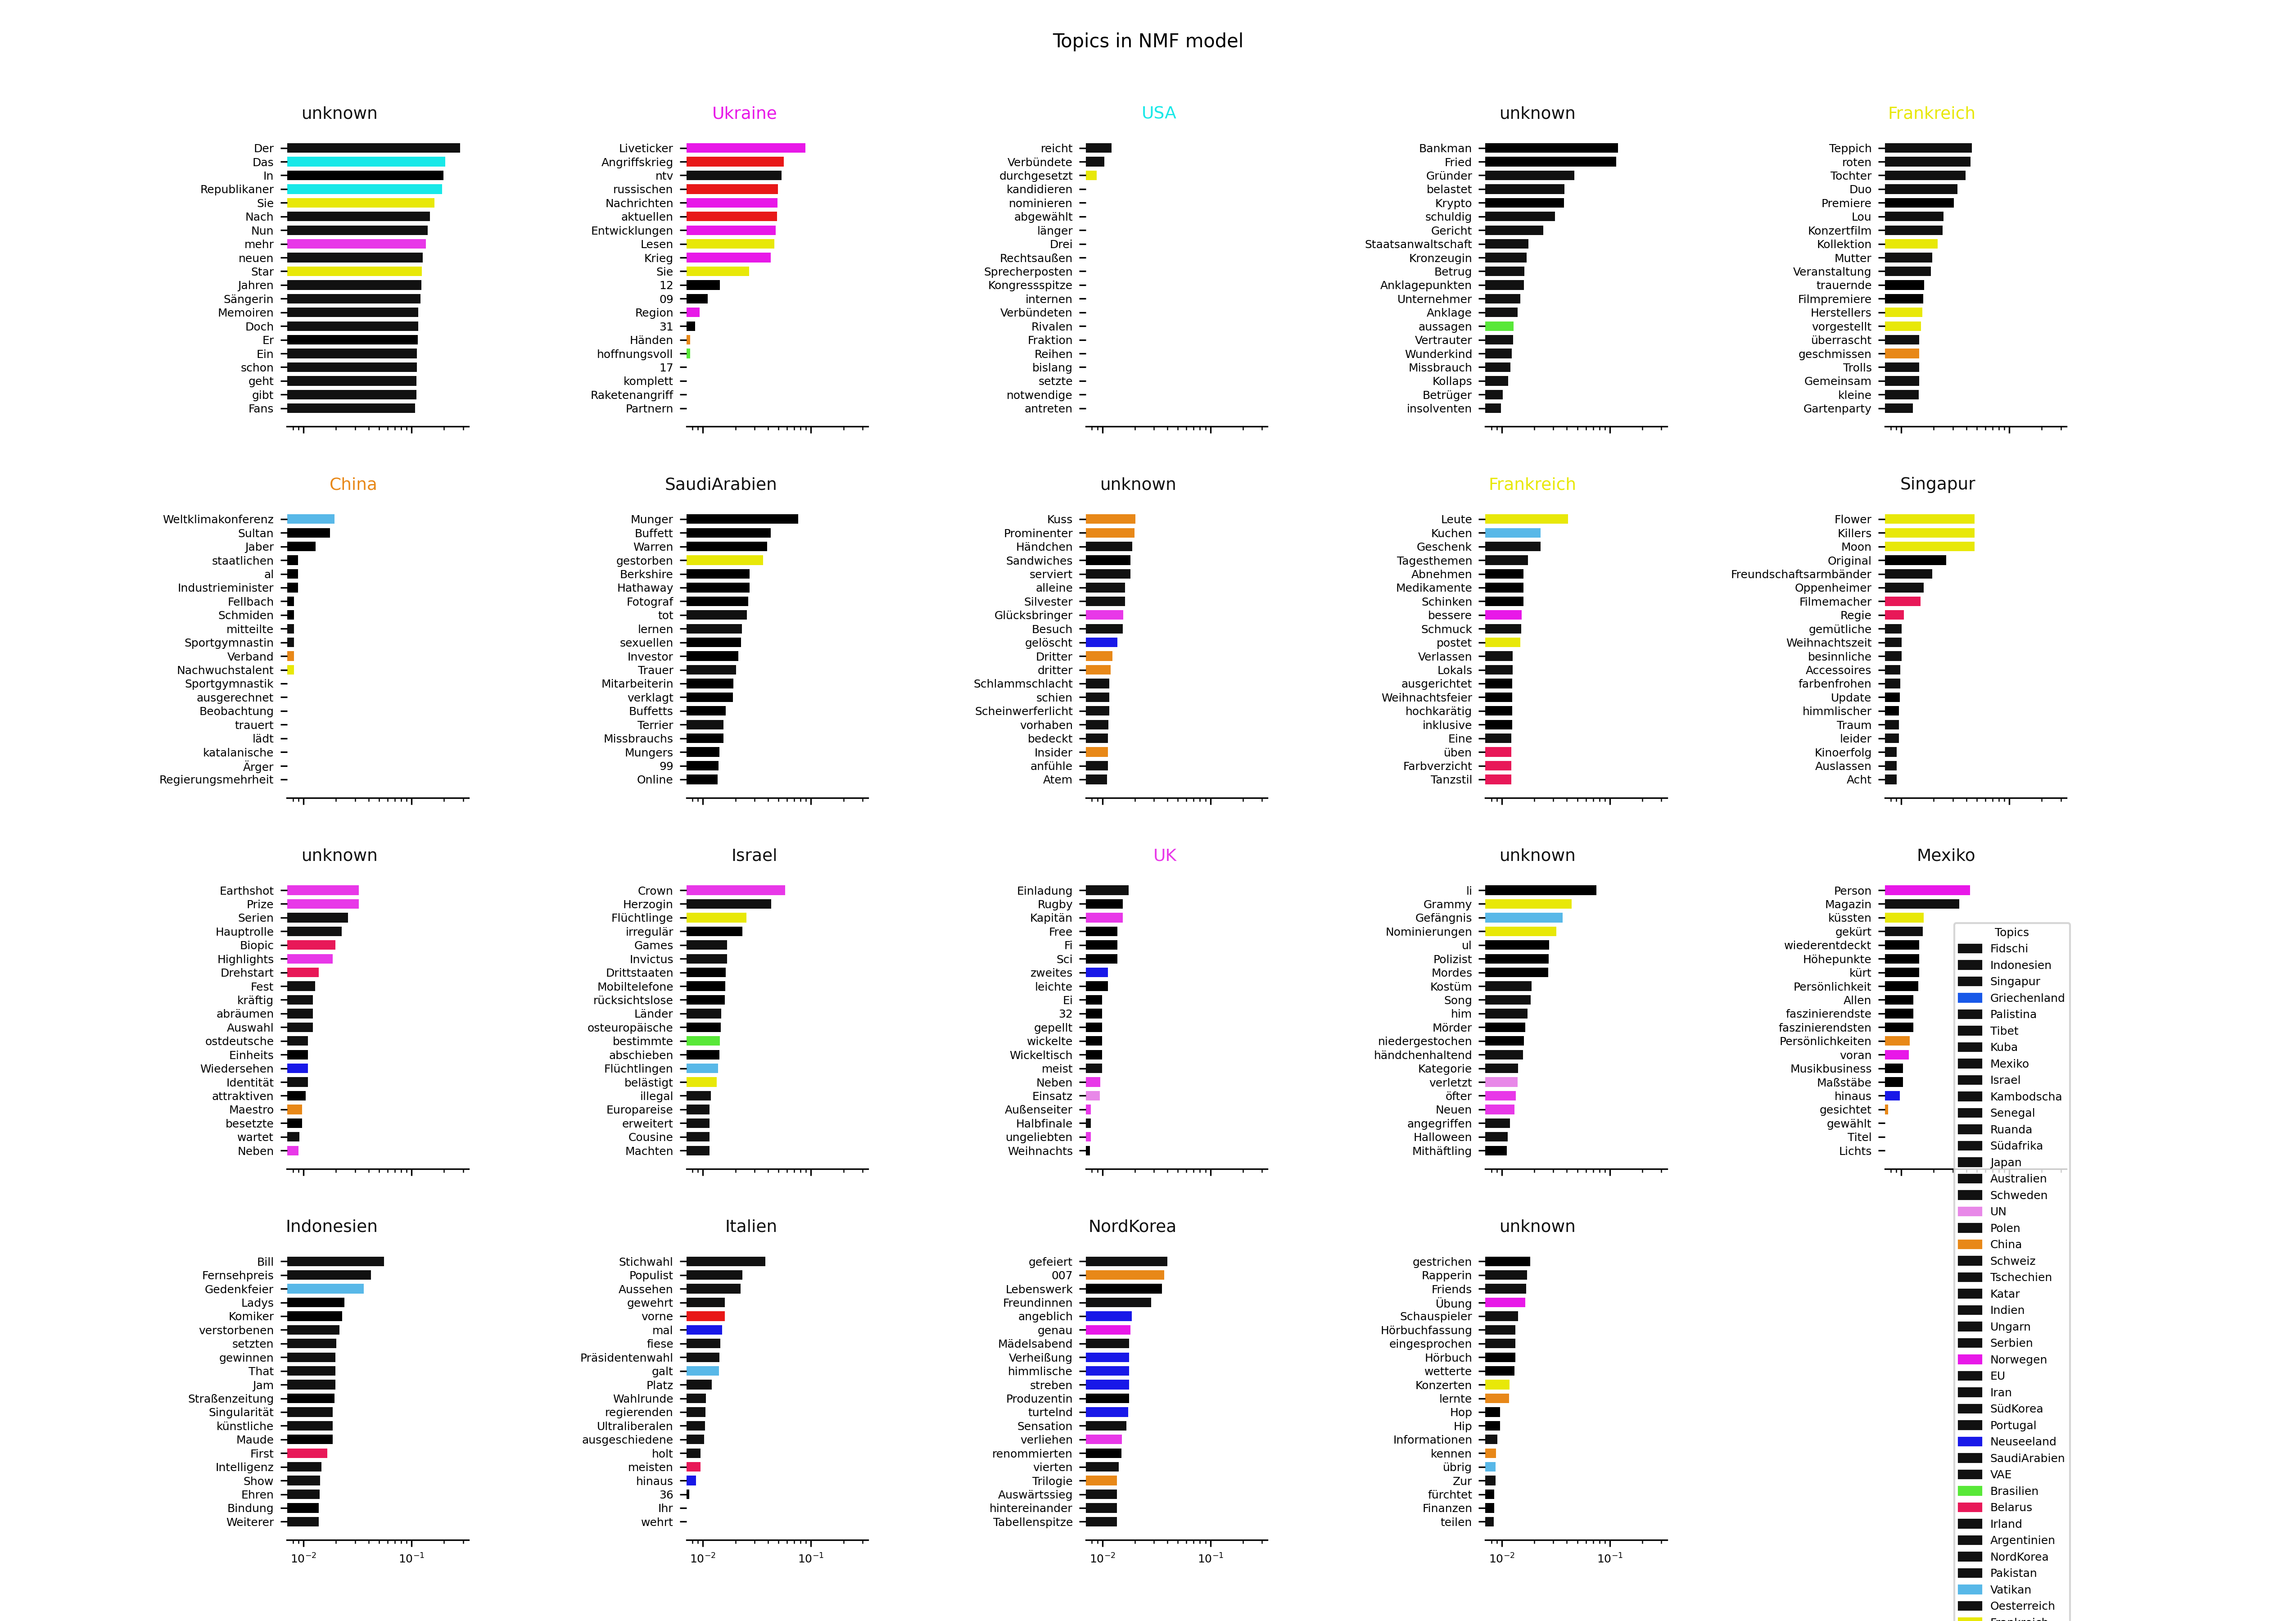 Topics in NMF model
unknown
Der
Das
In
Republikaner
Sie
Nach
Nun
mehr
neuen
Star
Jahren
Sängerin
Memoiren
Doch
Er
Ein
schon
geht
gibt
Fans
Ukraine
Liveticker
Angriffskrieg
ntv
russischen
Nachrichten
aktuellen
Entwicklungen
Lesen
Krieg
Sie
12
09
Region
31
Händen
hoffnungsvoll
17
komplett
Raketenangriff
Partnern
USA
reicht
Verbündete
durchgesetzt
kandidieren
nominieren
abgewählt
länger
Drei
Rechtsaußen
Sprecherposten
Kongressspitze
internen
Verbündeten
Rivalen
Fraktion
Reihen
bislang
setzte
notwendige
antreten
unknown
Bankman
Fried
Gründer
belastet
Krypto
schuldig
Gericht
Staatsanwaltschaft
Kronzeugin
Betrug
Anklagepunkten
Unternehmer
Anklage
aussagen
Vertrauter
Wunderkind
Missbrauch
Kollaps
Betrüger
insolventen
Frankreich
Teppich
roten
Tochter
Duo
Premiere
Lou
Konzertfilm
Kollektion
Mutter
Veranstaltung
trauernde
Filmpremiere
Herstellers
vorgestellt
überrascht
geschmissen
Trolls
Gemeinsam
kleine
Gartenparty
China
Weltklimakonferenz
Sultan
Jaber
staatlichen
al
Industrieminister
Fellbach
Schmiden
mitteilte
Sportgymnastin
Verband
Nachwuchstalent
Sportgymnastik
ausgerechnet
Beobachtung
trauert
lädt
katalanische
Ärger
Regierungsmehrheit
SaudiArabien
Munger
Buffett
Warren
gestorben
Berkshire
Hathaway
Fotograf
tot
lernen
sexuellen
Investor
Trauer
Mitarbeiterin
verklagt
Buffetts
Terrier
Missbrauchs
Mungers
99
Online
unknown
Kuss
Prominenter
Händchen
Sandwiches
serviert
alleine
Silvester
Glücksbringer
Besuch
gelöscht
Dritter
dritter
Schlammschlacht
schien
Scheinwerferlicht
vorhaben
bedeckt
Insider
anfühle
Atem
Frankreich
Leute
Kuchen
Geschenk
Tagesthemen
Abnehmen
Medikamente
Schinken
bessere
Schmuck
postet
Verlassen
Lokals
ausgerichtet
Weihnachtsfeier
hochkarätig
inklusive
Eine
üben
Farbverzicht
Tanzstil
Singapur
Flower
Killers
Moon
Original
Freundschaftsarmbänder
Oppenheimer
Filmemacher
Regie
gemütliche
Weihnachtszeit
besinnliche
Accessoires
farbenfrohen
Update
himmlischer
Traum
leider
Kinoerfolg
Auslassen
Acht
unknown
Earthshot
Prize
Serien
Hauptrolle
Biopic
Highlights
Drehstart
Fest
kräftig
abräumen
Auswahl
ostdeutsche
Einheits
Wiedersehen
Identität
attraktiven
Maestro
besetzte
wartet
Neben
Israel
Crown
Herzogin
Flüchtlinge
irregulär
Games
Invictus
Drittstaaten
Mobiltelefone
rücksichtslose
Länder
osteuropäische
bestimmte
abschieben
Flüchtlingen
belästigt
illegal
Europareise
erweitert
Cousine
Machten
UK
Einladung
Rugby
Kapitän
Free
Fi
Sci
zweites
leichte
Ei
32
gepellt
wickelte
Wickeltisch
meist
Neben
Einsatz
Außenseiter
Halbfinale
ungeliebten
Weihnachts
unknown
li
Grammy
Gefängnis
Nominierungen
ul
Polizist
Mordes
Kostüm
Song
him
Mörder
niedergestochen
händchenhaltend
Kategorie
verletzt
öfter
Neuen
angegriffen
Halloween
Mithäftling
Mexiko
Person
Magazin
küssten
gekürt
wiederentdeckt
Höhepunkte
kürt
Persönlichkeit
Allen
faszinierendste
faszinierendsten
Persönlichkeiten
voran
Musikbusiness
Maßstäbe
hinaus
gesichtet
gewählt
Titel
Lichts
Indonesien
Bill
Fernsehpreis
Gedenkfeier
Ladys
Komiker
verstorbenen
setzten
gewinnen
That
Jam
Straßenzeitung
Singularität
künstliche
Maude
First
Intelligenz
Show
Ehren
Bindung
Weiterer
10⁻² 10⁻¹
Italien
Stichwahl
Populist
Aussehen
gewehrt
vorne
mal
fiese
Präsidentenwahl
galt
Platz
Wahlrunde
regierenden
Ultraliberalen
ausgeschiedene
holt
meisten
hinaus
36
Ihr
wehrt
10⁻² 10⁻¹
NordKorea
gefeiert
007
Lebenswerk
Freundinnen
angeblich
genau
Mädelsabend
Verheißung
himmlische
streben
Produzentin
turtelnd
Sensation
verliehen
renommierten
vierten
Trilogie
Auswärtssieg
hintereinander
Tabellenspitze
10⁻² 10⁻¹
unknown
gestrichen
Rapperin
Friends
Übung
Schauspieler
Hörbuchfassung
eingesprochen
Hörbuch
wetterte
Konzerten
lernte
Hop
Hip
Informationen
kennen
übrig
Zur
fürchtet
Finanzen
teilen
10⁻² 10⁻¹
Topics
Fidschi
Indonesien
Singapur
Griechenland
Palistina
Tibet
Kuba
Mexiko
Israel
Kambodscha
Senegal
Ruanda
Südafrika
Japan
Australien
Schweden
UN
Polen
China
Schweiz
Tschechien
Katar
Indien
Ungarn
Serbien
Norwegen
EU
Iran
SüdKorea
Portugal
Neuseeland
SaudiArabien
VAE
Brasilien
Belarus
Irland
Argentinien
NordKorea
Pakistan
Vatikan
Oesterreich